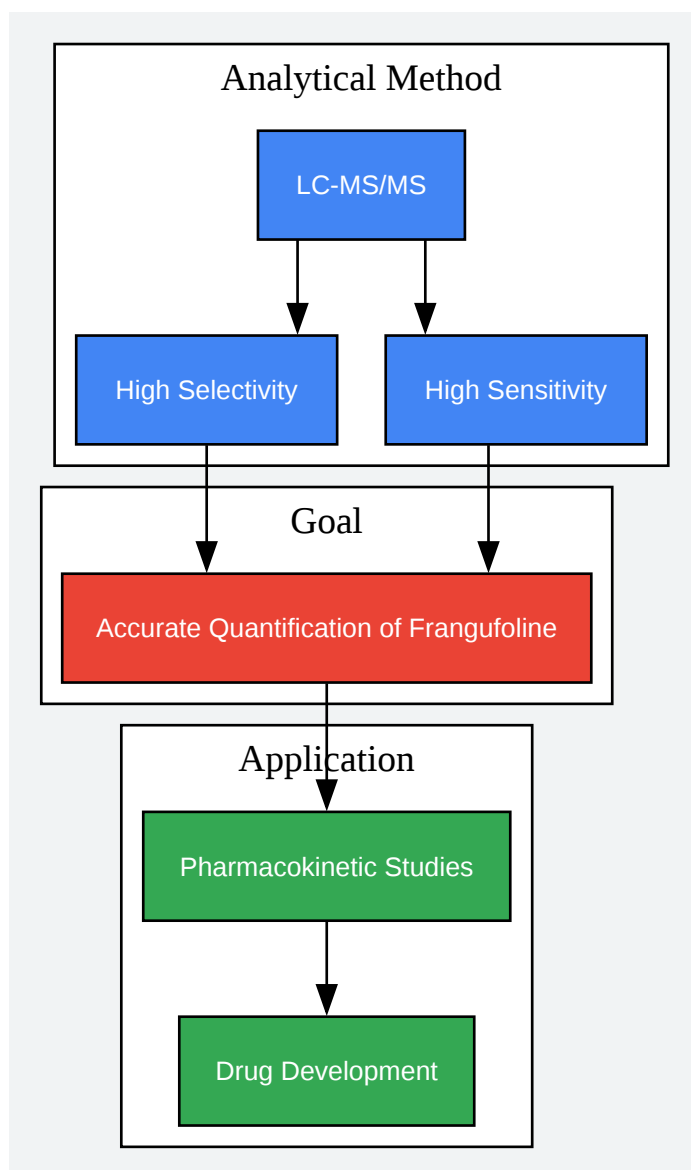 Analytical Method
LC-MS/MS
High Selectivity
High Sensitivity
Goal
Accurate Quantification of Frangufoline
Application
Pharmacokinetic Studies
Drug Development